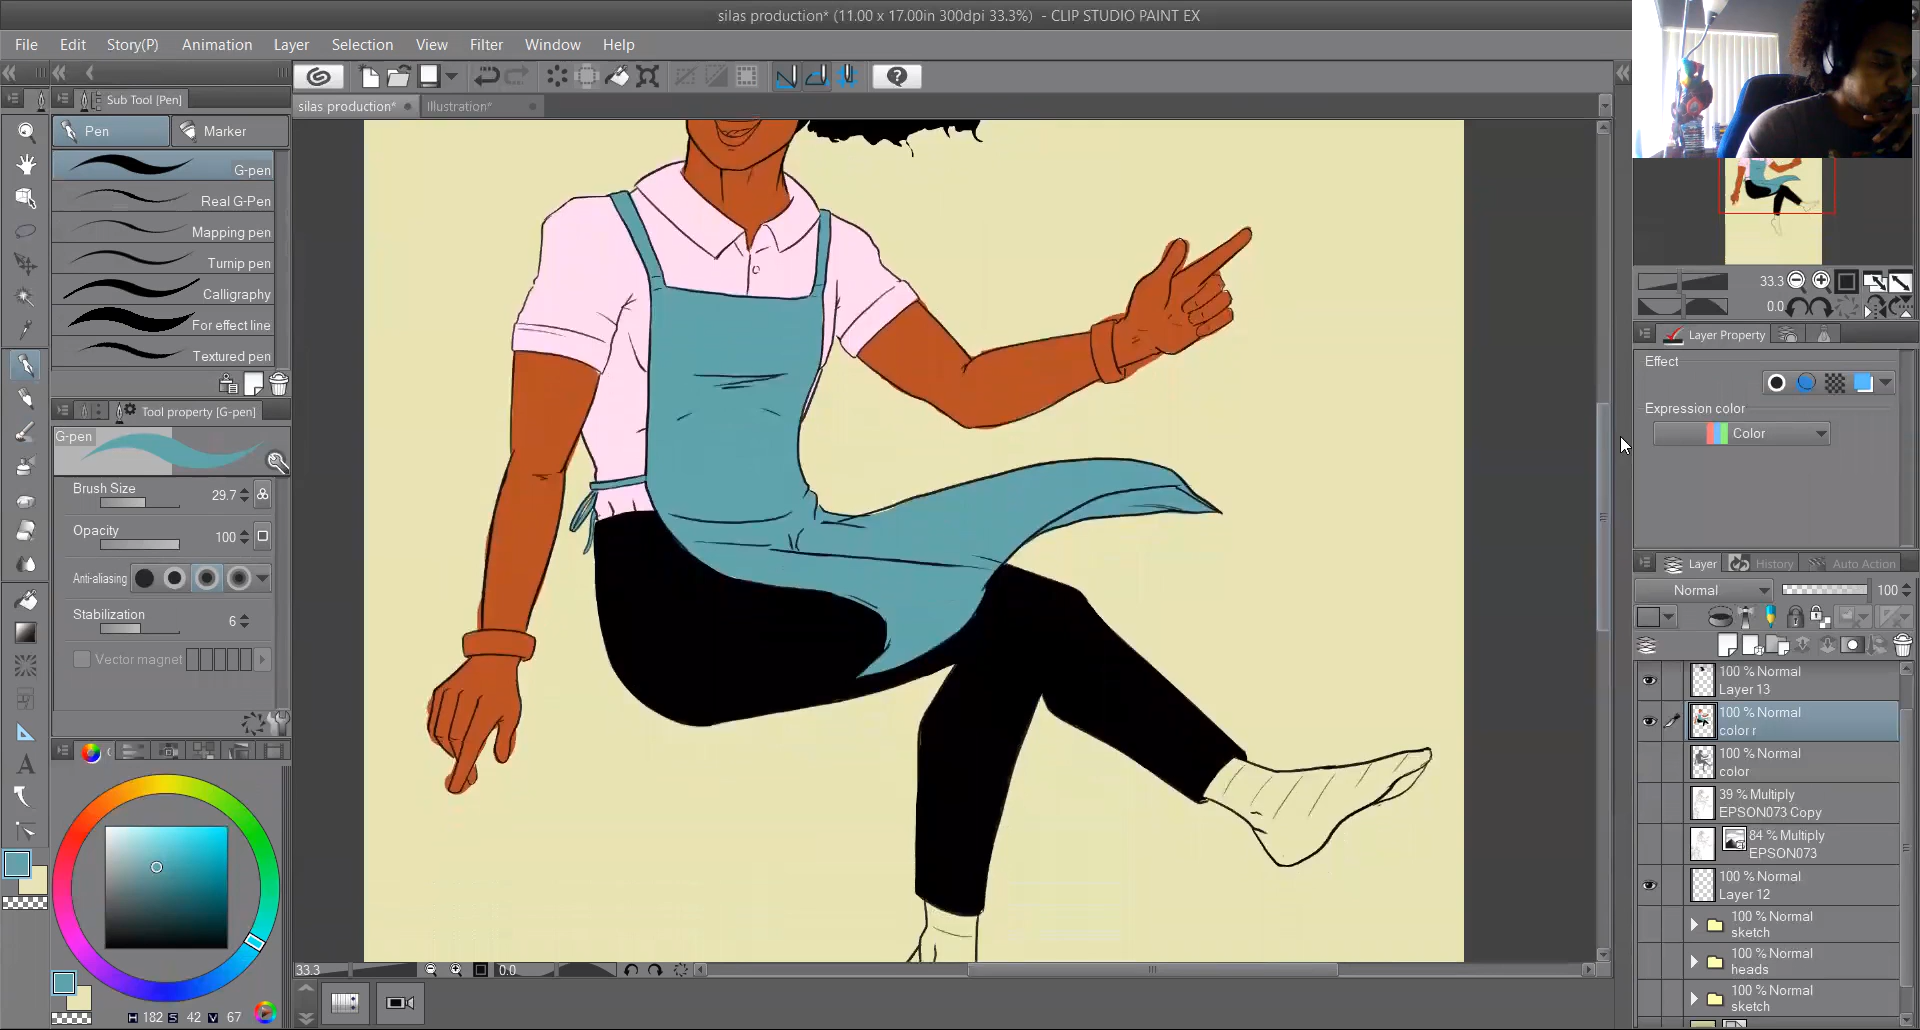 silas production* (11.00 x 17.00in 300dpi 33.3%) - CLIP STUDIO PAINT EX
File Edit Story(P) Animation Layer Selection View Filter Window Help
Sub Tool [Pen]
silas production*
Illustration*
Pen
Marker
G-pen
Real G-Pen
Mapping pen
Turnip pen
Calligraphy
For effect line
Textured pen
Tool property [G-pen]
G-pen
Brush Size 29.7
Opacity 100
Anti-aliasing
Stabilization 6
Vector magnet
H 182 S 42 V 67
33.3
0.0
33.3
0.0
Layer Property
Effect
Expression color
Color
Layer
History
Auto Action
Normal 100
100 % Normal
Layer 13
100 % Normal
color r
100 % Normal
color
39 % Multiply
EPSON073 Copy
84 % Multiply
EPSON073
100 % Normal
Layer 12
100 % Normal
sketch
100 % Normal
heads
100 % Normal
sketch